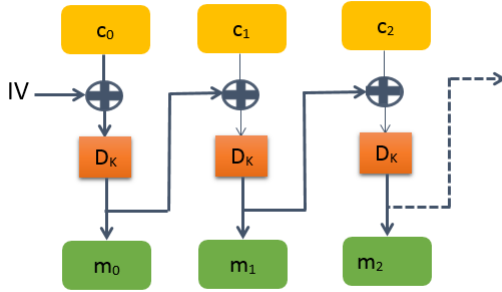 c₀ c₁ c₂
IV
Dₖ Dₖ Dₖ
m₀ m₁ m₂